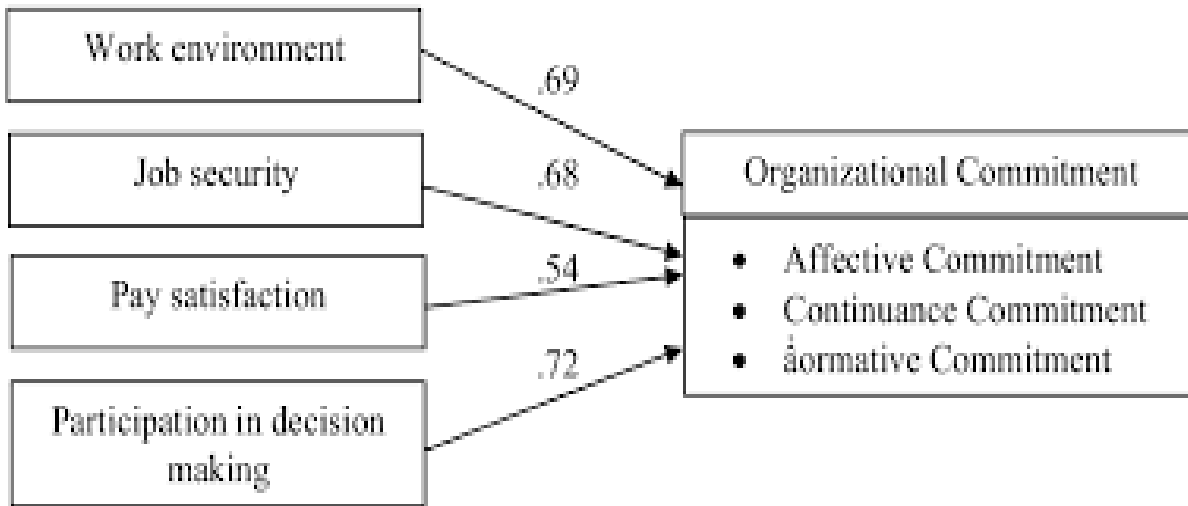 Work environment
.69
Job security
.68
Organizational Commitment
Pay satisfaction
.54
• Affective Commitment
• Continuance Commitment
• åormative Commitment
.72
Participation in decision
making